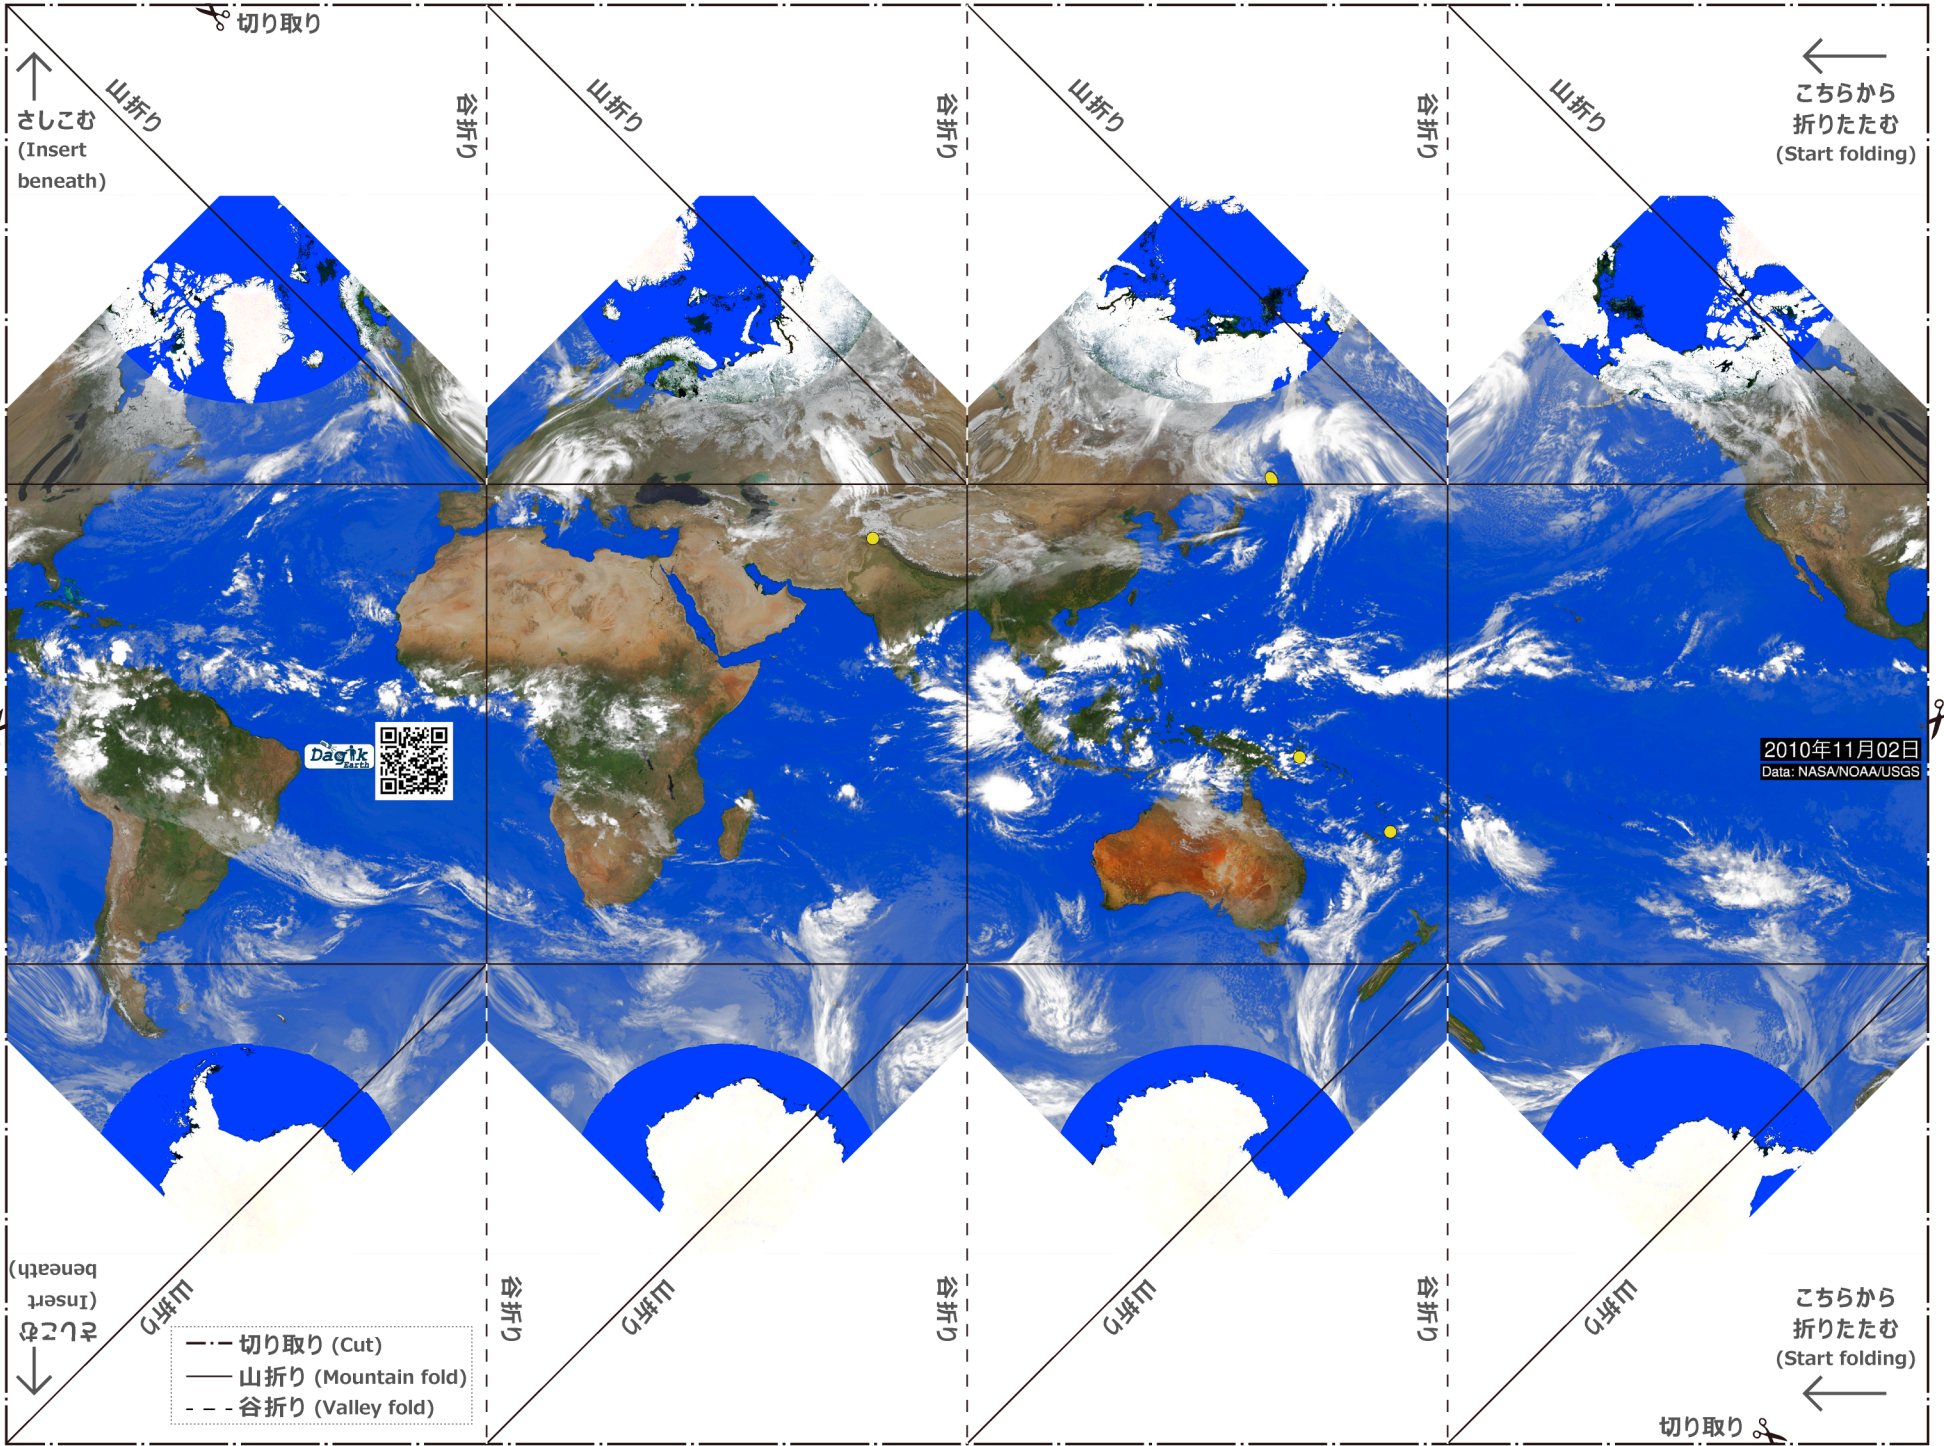 切り取り
山折り
谷折り
山折り
谷折り
山折り
谷折り
山折り
さしこむ
(Insert
beneath)
こちらから
折りたたむ
(Start folding)
Dagik
Earth
2010年11月02日
Data: NASA/NOAA/USGS
さしこむ
(Insert
beneath)
山折り
谷折り
山折り
谷折り
山折り
谷折り
山折り
こちらから
折りたたむ
(Start folding)
切り取り (Cut)
山折り (Mountain fold)
谷折り (Valley fold)
切り取り